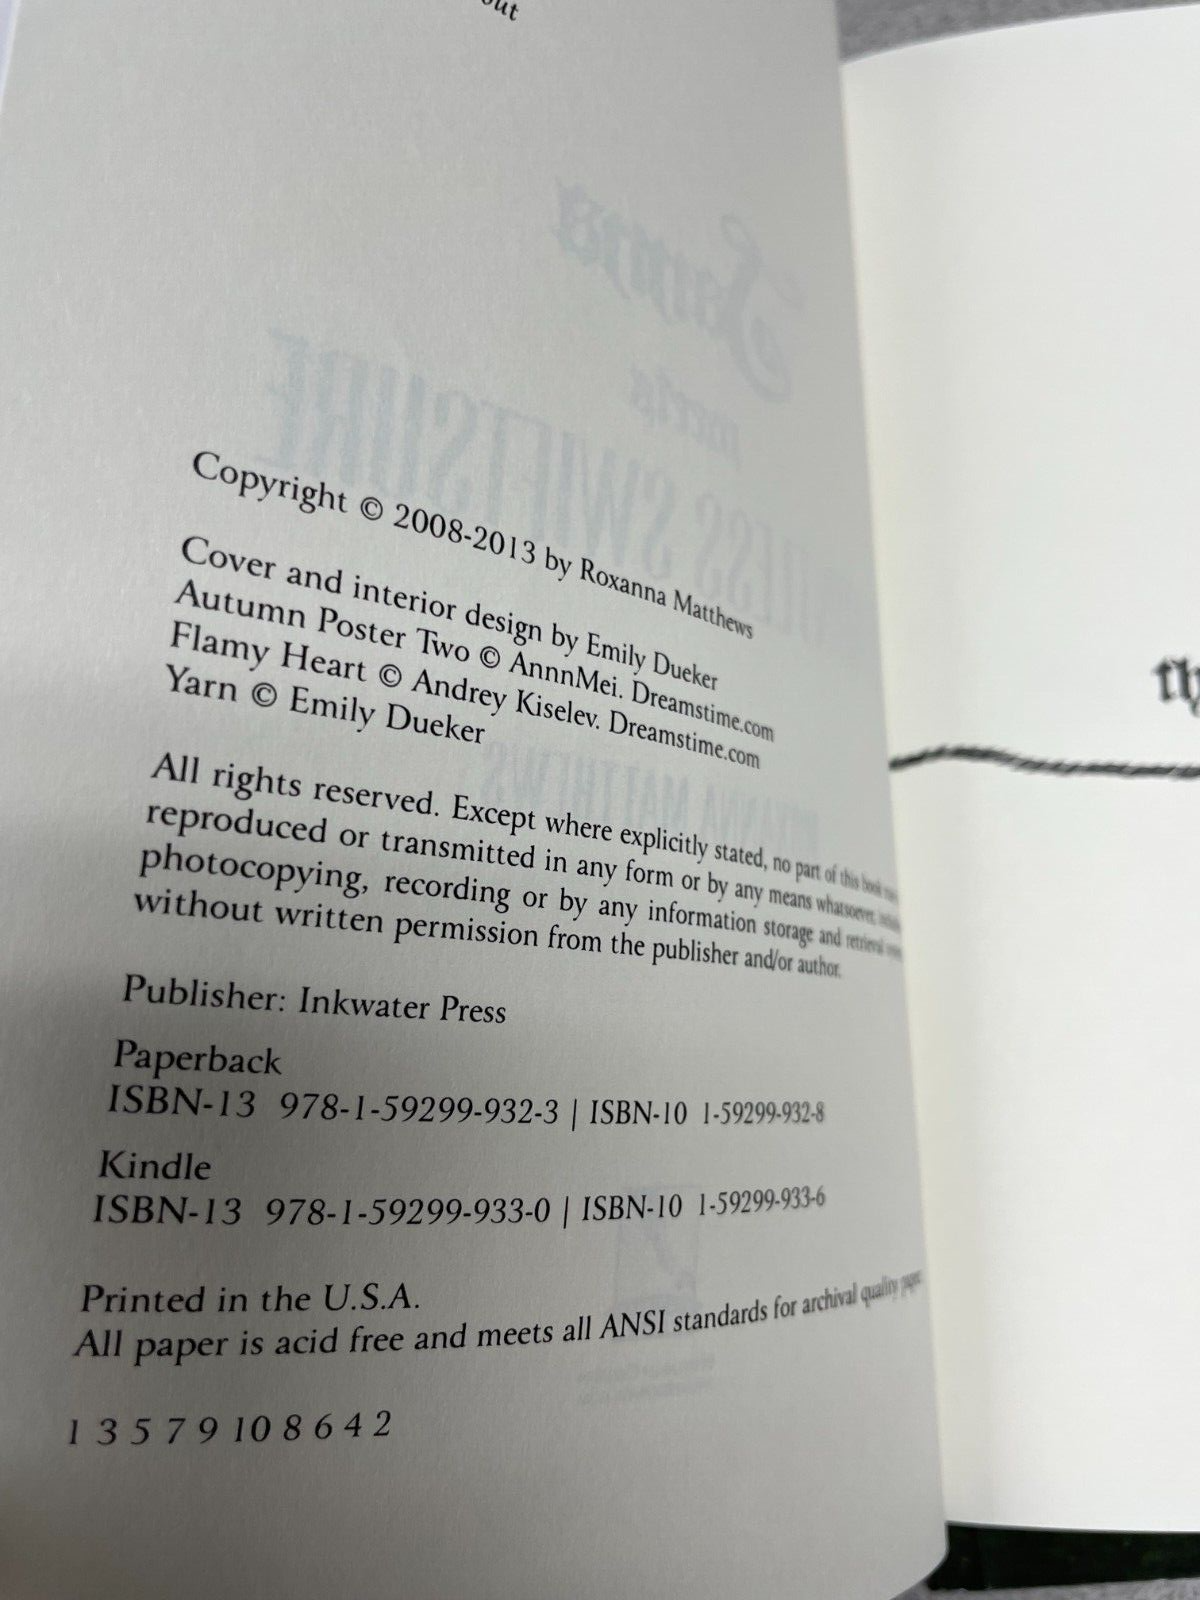 out
Copyright © 2008-2013 by Roxanna Matthews
Cover and interior design by Emily Dueker
Autumn Poster Two © AnnnMei. Dreamstime.com
Flamy Heart © Andrey Kiselev. Dreamstime.com
Yarn © Emily Dueker
All rights reserved. Except where explicitly stated, no part of this book
reproduced or transmitted in any form or by any means whatsoever,
photocopying, recording or by any information storage and retrieval
without written permission from the publisher and/or author.
Publisher: Inkwater Press
Paperback
ISBN-13 978-1-59299-932-3 | ISBN-10 1-59299-932-8
Kindle
ISBN-13 978-1-59299-933-0 | ISBN-10 1-59299-933-6
Printed in the U.S.A.
All paper is acid free and meets all ANSI standards for archival quality paper.
1 3 5 7 9 10 8 6 4 2